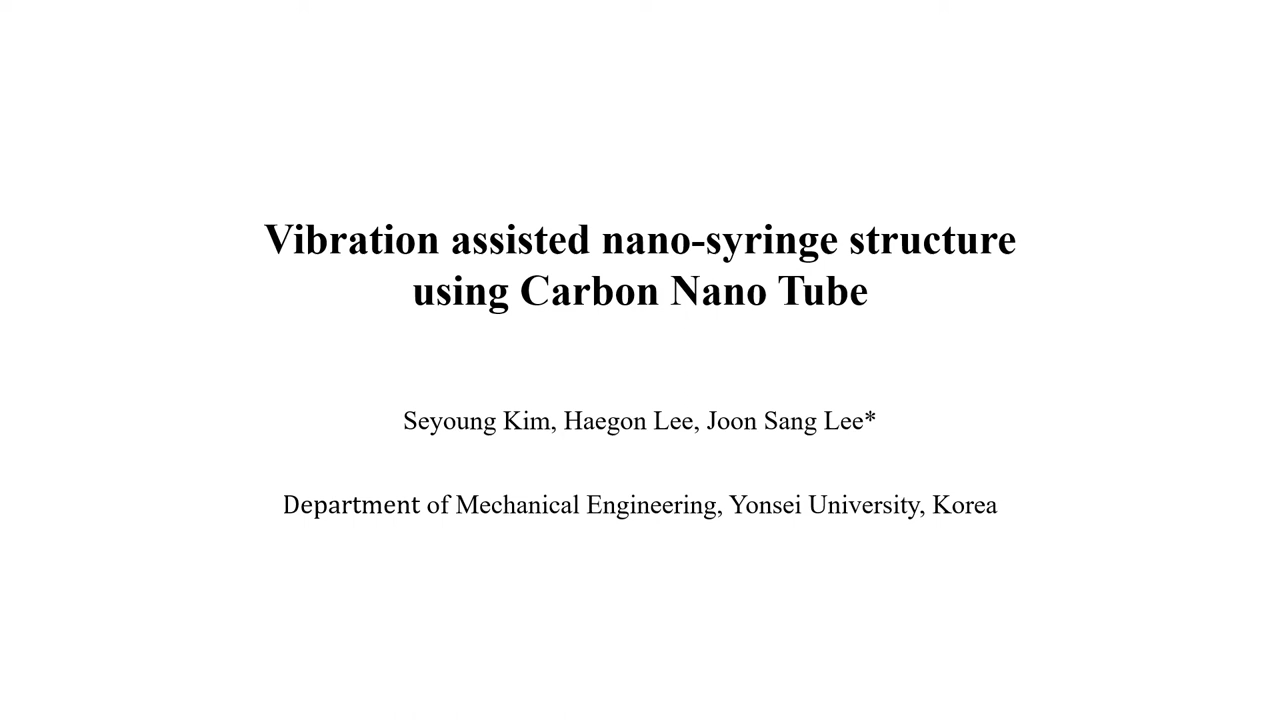 Vibration assisted nano-syringe structure
using Carbon Nano Tube
Seyoung Kim, Haegon Lee, Joon Sang Lee*
Department of Mechanical Engineering, Yonsei University, Korea